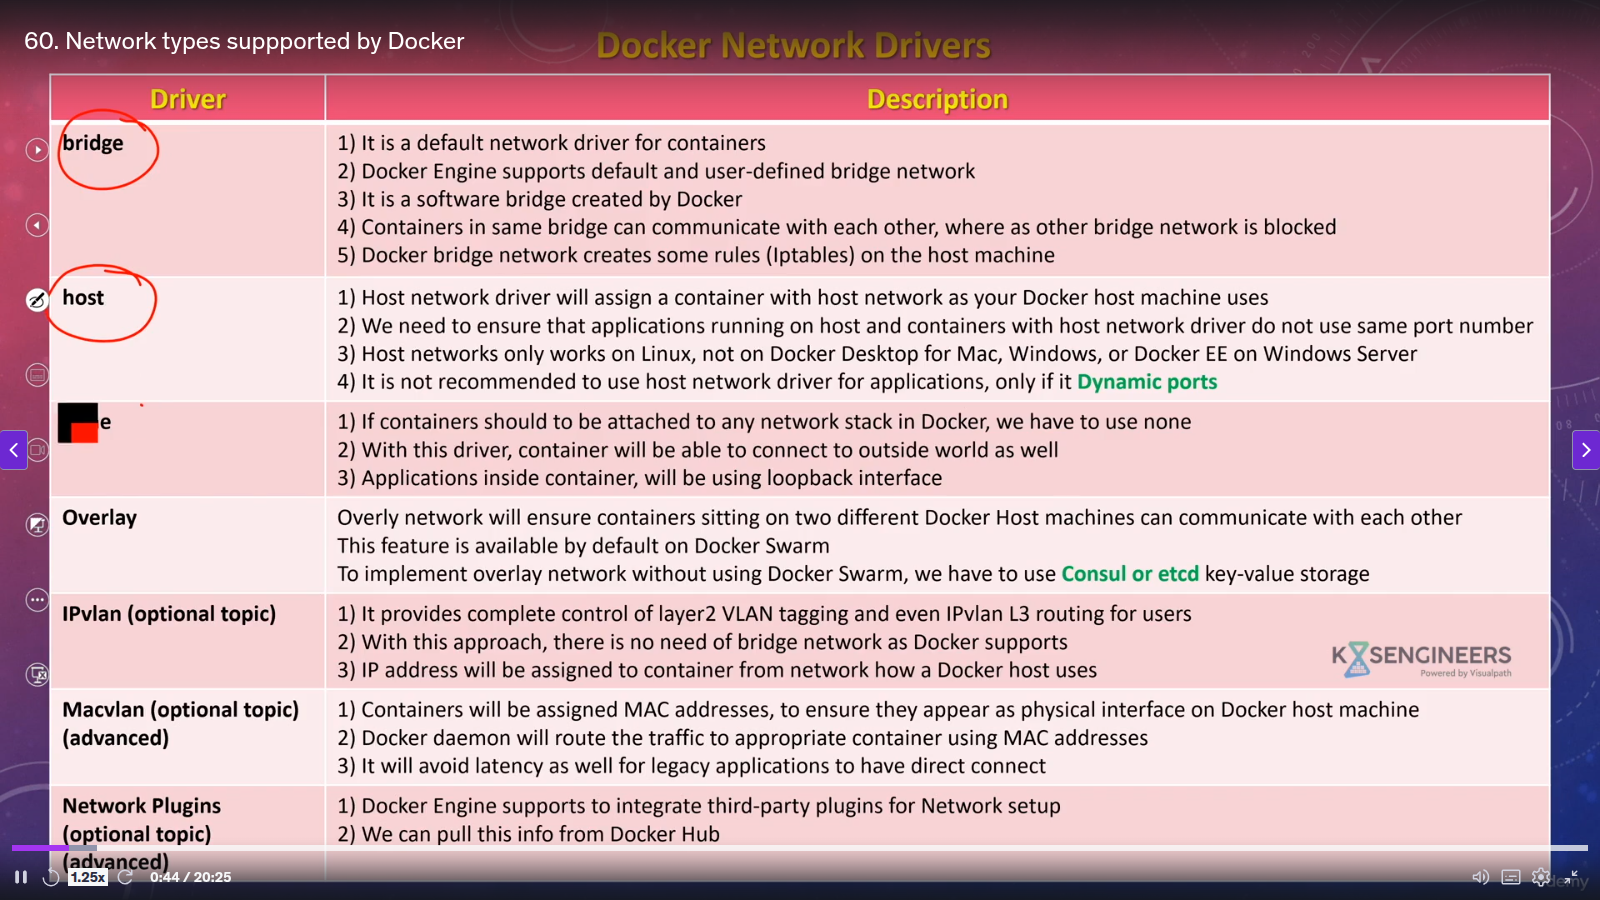 60. Network types suppported by Docker
Docker Network Drivers
Driver
Description
bridge
1) It is a default network driver for containers
2) Docker Engine supports default and user-defined bridge network
3) It is a software bridge created by Docker
4) Containers in same bridge can communicate with each other, where as other bridge network is blocked
5) Docker bridge network creates some rules (Iptables) on the host machine
host
1) Host network driver will assign a container with host network as your Docker host machine uses
2) We need to ensure that applications running on host and containers with host network driver do not use same port number
3) Host networks only works on Linux, not on Docker Desktop for Mac, Windows, or Docker EE on Windows Server
4) It is not recommended to use host network driver for applications, only if it Dynamic ports
e
1) If containers should to be attached to any network stack in Docker, we have to use none
2) With this driver, container will be able to connect to outside world as well
3) Applications inside container, will be using loopback interface
Overlay
Overly network will ensure containers sitting on two different Docker Host machines can communicate with each other
This feature is available by default on Docker Swarm
To implement overlay network without using Docker Swarm, we have to use Consul or etcd key-value storage
IPvlan (optional topic)
1) It provides complete control of layer2 VLAN tagging and even IPvlan L3 routing for users
2) With this approach, there is no need of bridge network as Docker supports
3) IP address will be assigned to container from network how a Docker host uses
K SENGINEERS
Powered by Visualpath
Macvlan (optional topic)
(advanced)
1) Containers will be assigned MAC addresses, to ensure they appear as physical interface on Docker host machine
2) Docker daemon will route the traffic to appropriate container using MAC addresses
3) It will avoid latency as well for legacy applications to have direct connect
Network Plugins
(optional topic)
(advanced)
1) Docker Engine supports to integrate third-party plugins for Network setup
2) We can pull this info from Docker Hub
1.25x
0:44 / 20:25